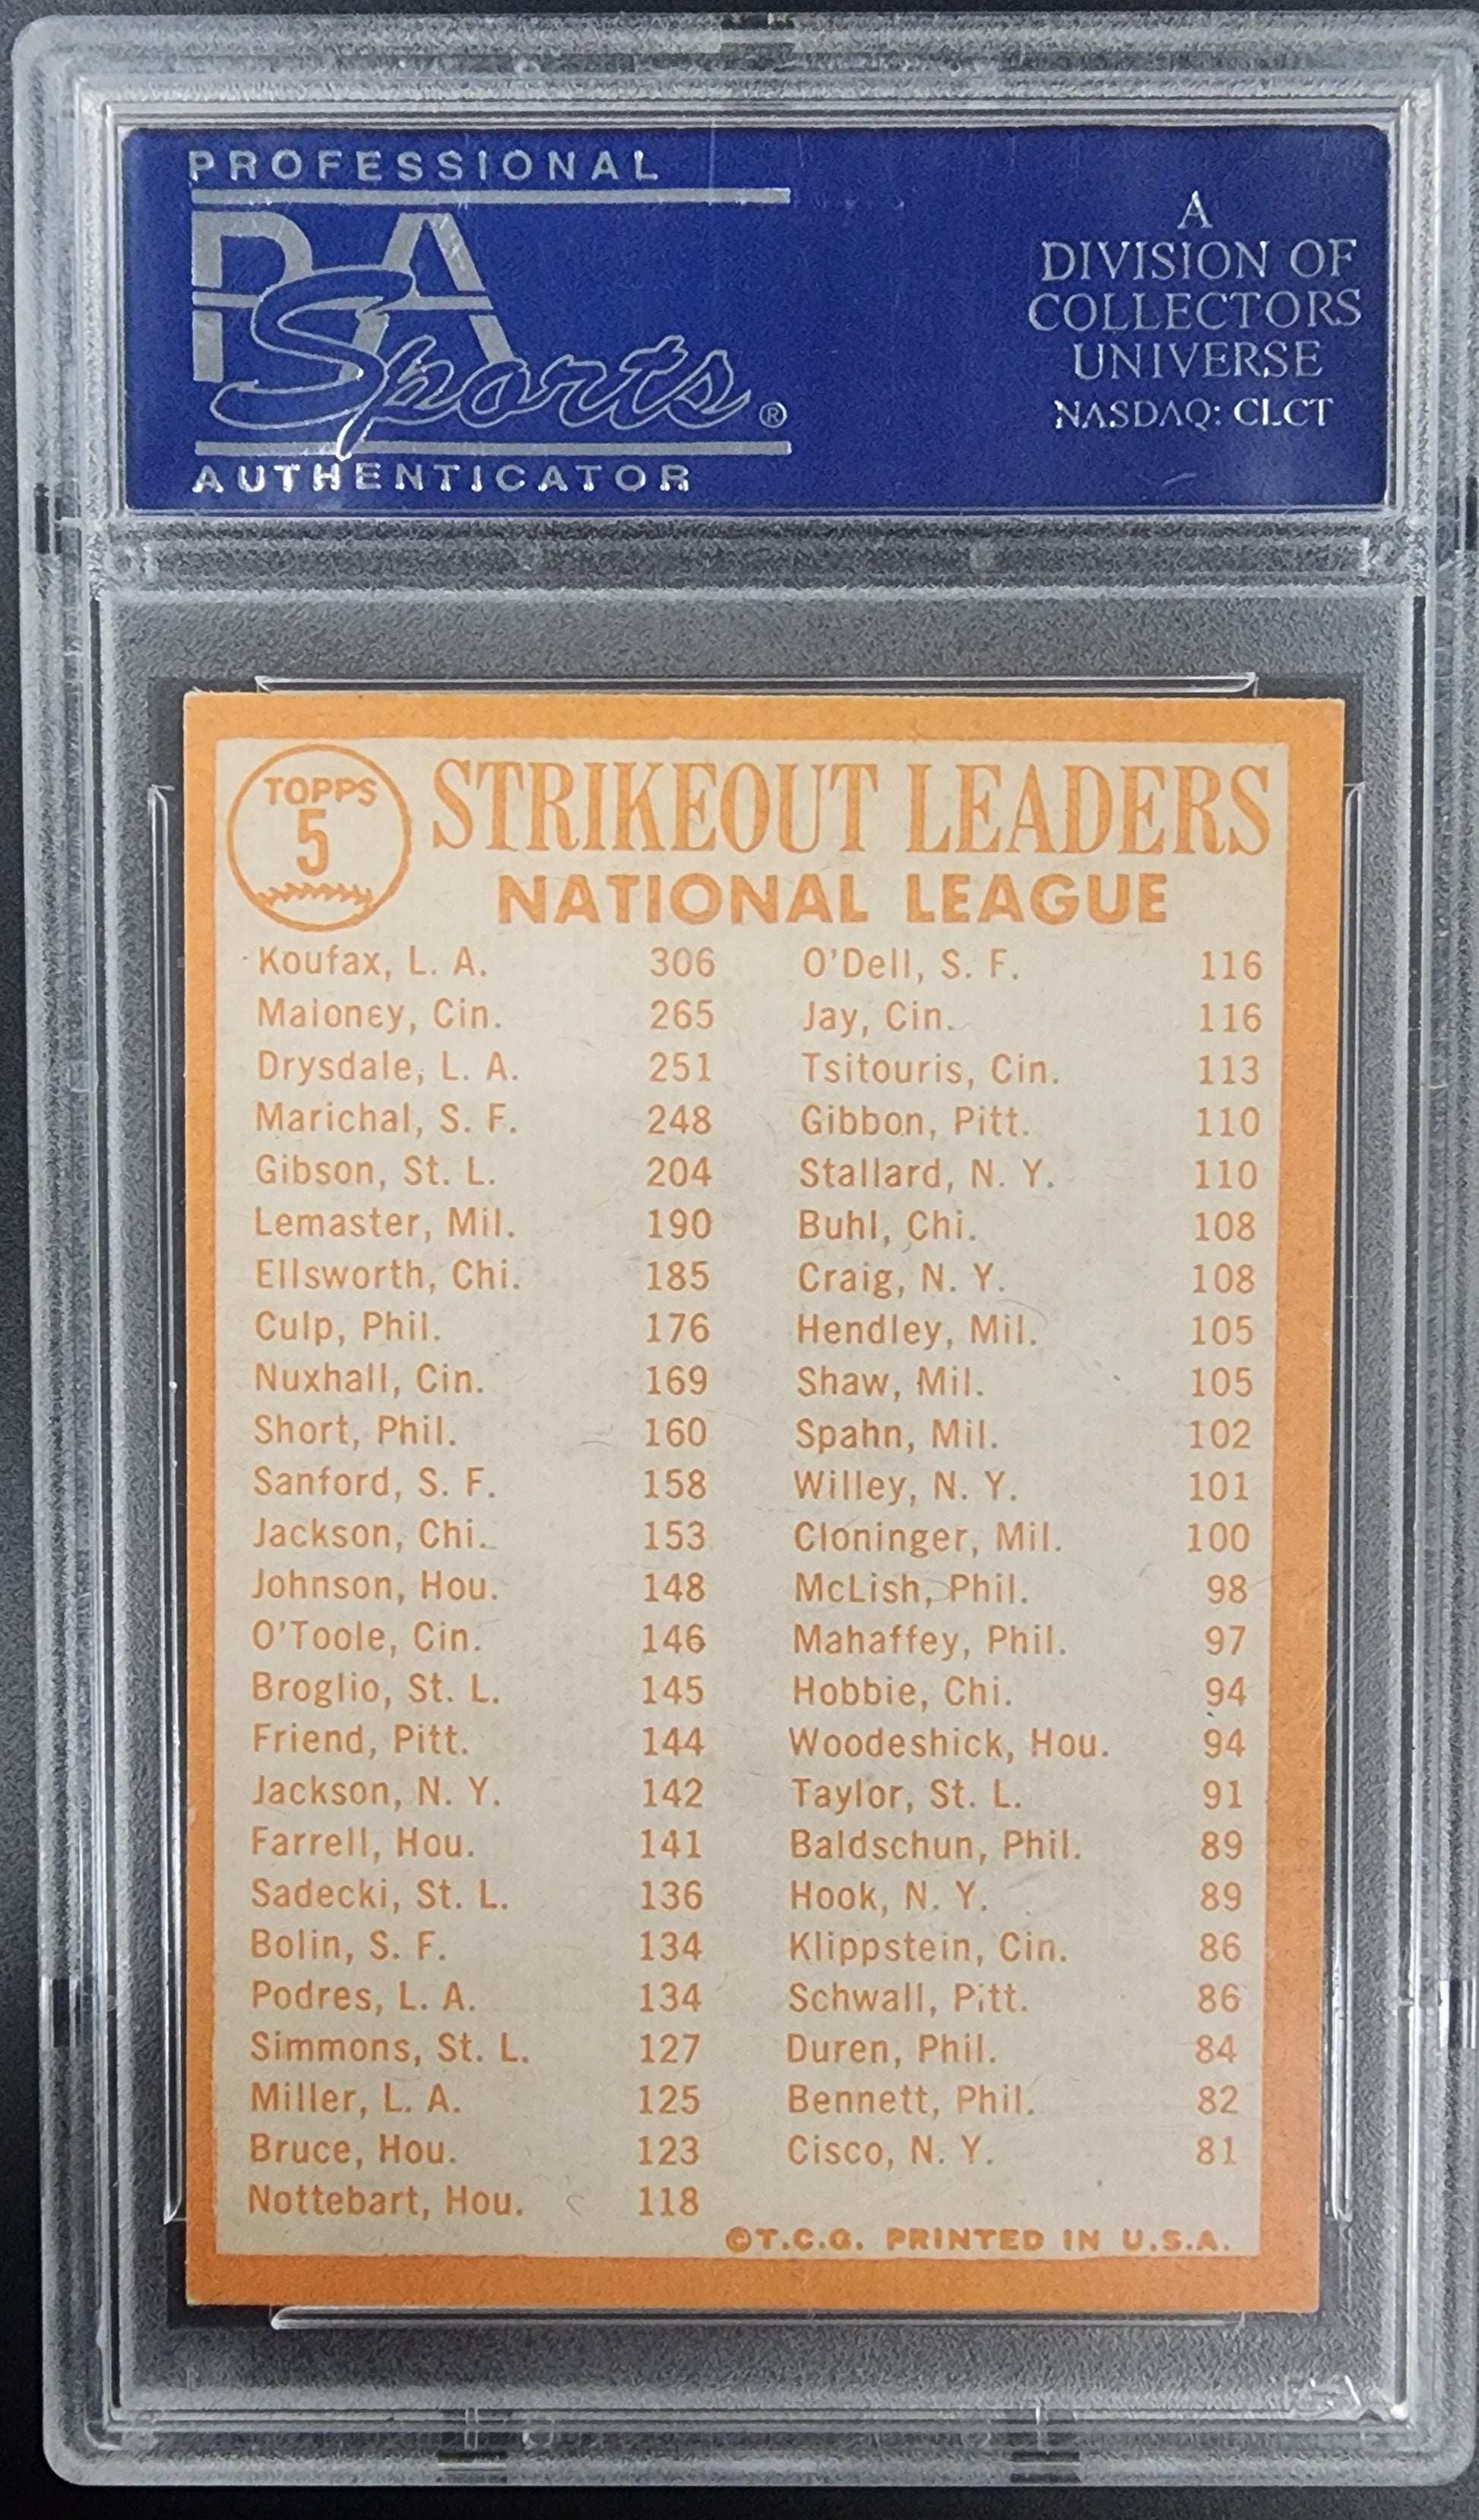 PROFESSIONAL
PSA
Sports®
AUTHENTICATOR
A
DIVISION OF
COLLECTORS
UNIVERSE
NASDAQ: CLCT
TOPPS
5
STRIKEOUT LEADERS
NATIONAL LEAGUE
Koufax, L. A. 306
Maloney, Cin. 265
Drysdale, L. A. 251
Marichal, S. F. 248
Gibson, St. L. 204
Lemaster, Mil. 190
Ellsworth, Chi. 185
Culp, Phil. 176
Nuxhall, Cin. 169
Short, Phil. 160
Sanford, S. F. 158
Jackson, Chi. 153
Johnson, Hou. 148
O'Toole, Cin. 146
Broglio, St. L. 145
Friend, Pitt. 144
Jackson, N. Y. 142
Farrell, Hou. 141
Sadecki, St. L. 136
Bolin, S. F. 134
Podres, L. A. 134
Simmons, St. L. 127
Miller, L. A. 125
Bruce, Hou. 123
Nottebart, Hou. 118
O'Dell, S. F. 116
Jay, Cin. 116
Tsitouris, Cin. 113
Gibbon, Pitt. 110
Stallard, N. Y. 110
Buhl, Chi. 108
Craig, N. Y. 108
Hendley, Mil. 105
Shaw, Mil. 105
Spahn, Mil. 102
Willey, N. Y. 101
Cloninger, Mil. 100
McLish, Phil. 98
Mahaffey, Phil. 97
Hobbie, Chi. 94
Woodeshick, Hou. 94
Taylor, St. L. 91
Baldschun, Phil. 89
Hook, N. Y. 89
Klippstein, Cin. 86
Schwall, Pitt. 86
Duren, Phil. 84
Bennett, Phil. 82
Cisco, N. Y. 81
©T.C.G. PRINTED IN U.S.A.